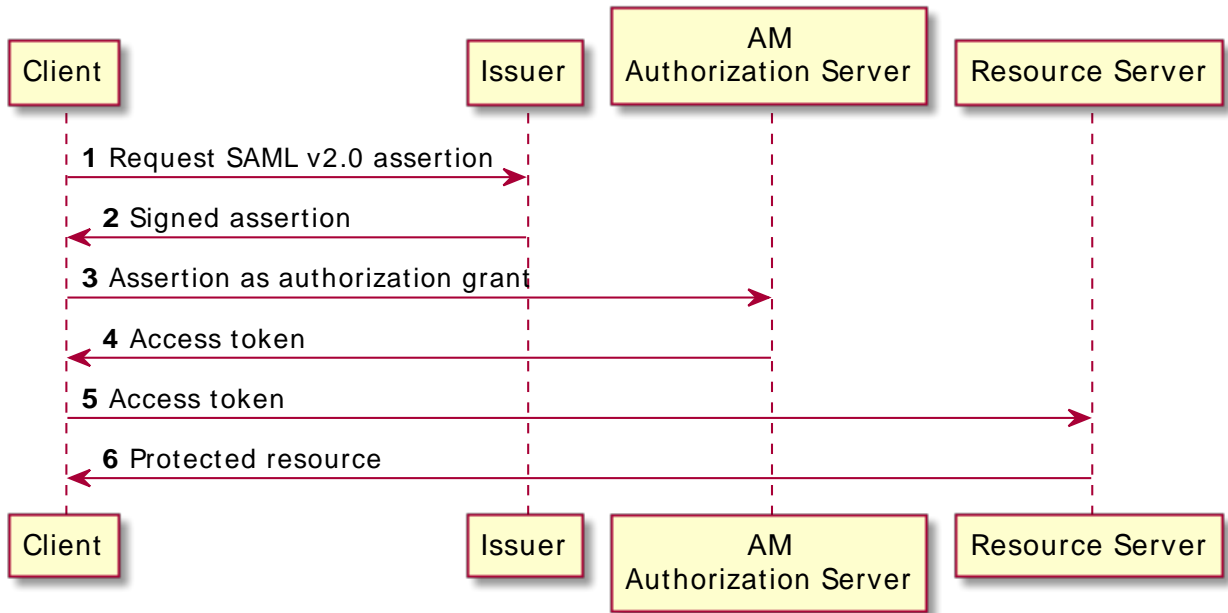 Client
Issuer
AM
Authorization Server
Resource Server
1 Request SAML v2.0 assertion
2 Signed assertion
3 Assertion as authorization grant
4 Access token
5 Access token
6 Protected resource
Client
Issuer
AM
Authorization Server
Resource Server